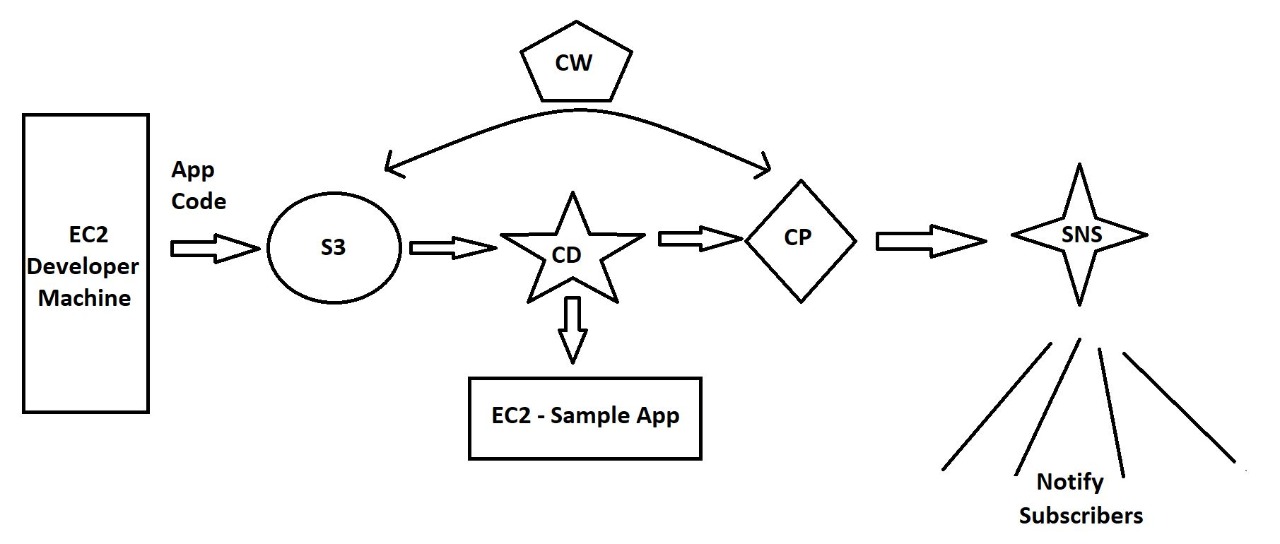 CW
App
Code
EC2
Developer
Machine
S3
CD
CP
SNS
EC2 - Sample App
Notify
Subscribers